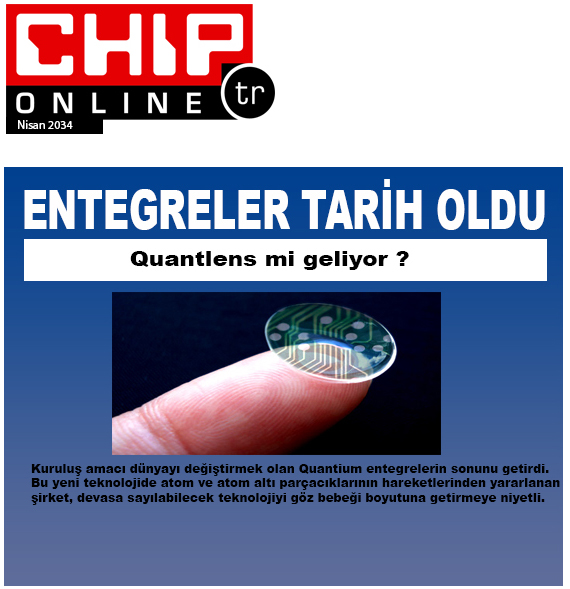 CHIP
ONLINE tr
Nisan 2034
ENTEGRELER TARİH OLDU
Quantlens mi geliyor ?
Kuruluş amacı dünyayı değiştirmek olan Quantium entegrelerin sonunu getirdi.
Bu yeni teknolojide atom ve atom altı parçacıklarının hareketlerinden yararlanan
şirket, devasa sayılabilecek teknolojiyi göz bebeği boyutuna getirmeye niyetli.